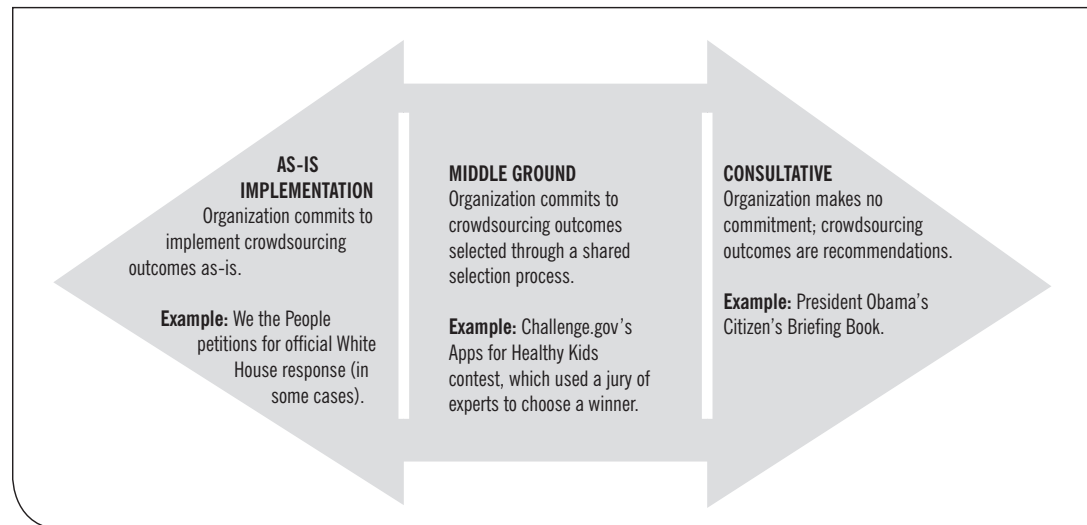 AS-IS
IMPLEMENTATION
Organization commits to
implement crowdsourcing
outcomes as-is.
Example: We the People
petitions for official White
House response (in
some cases).
MIDDLE GROUND
Organization commits to
crowdsourcing outcomes
selected through a shared
selection process.
Example: Challenge.gov’s
Apps for Healthy Kids
contest, which used a jury of
experts to choose a winner.
CONSULTATIVE
Organization makes no
commitment; crowdsourcing
outcomes are recommendations.
Example: President Obama’s
Citizen’s Briefing Book.